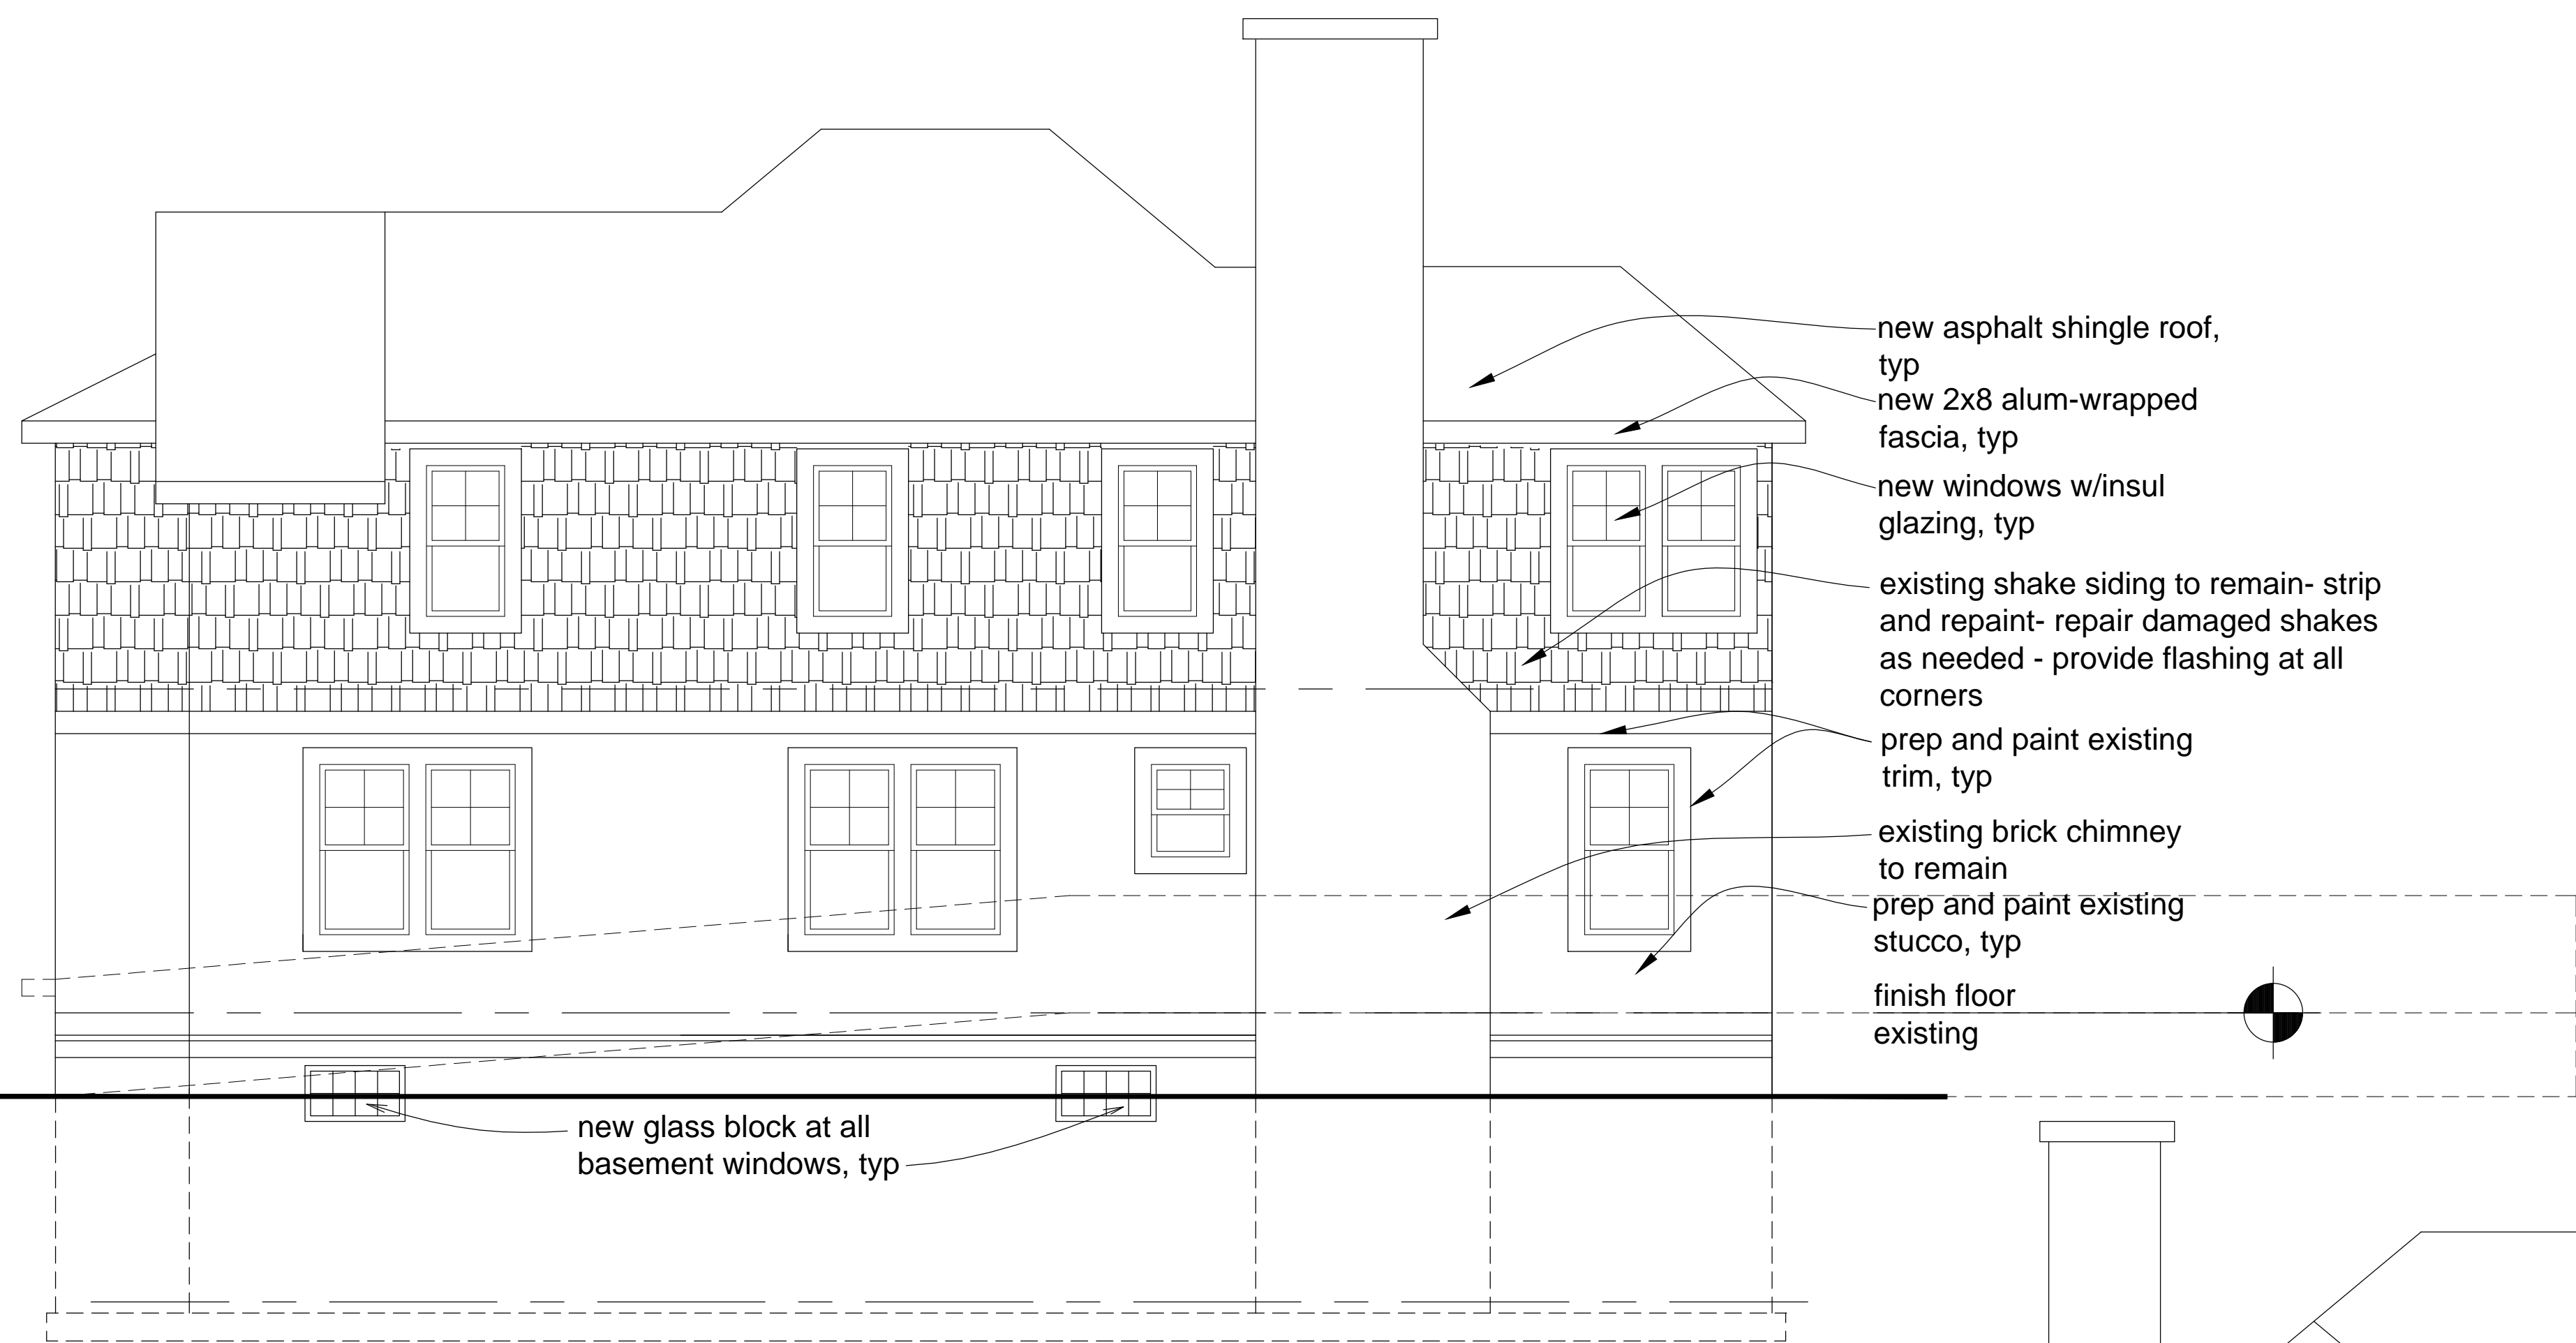 new asphalt shingle roof,
typ
new 2x8 alum-wrapped
fascia, typ
new windows w/insul
glazing, typ
existing shake siding to remain- strip
and repaint- repair damaged shakes
as needed - provide flashing at all
corners
prep and paint existing
trim, typ
existing brick chimney
to remain
prep and paint existing
stucco, typ
finish floor
existing
new glass block at all
basement windows, typ